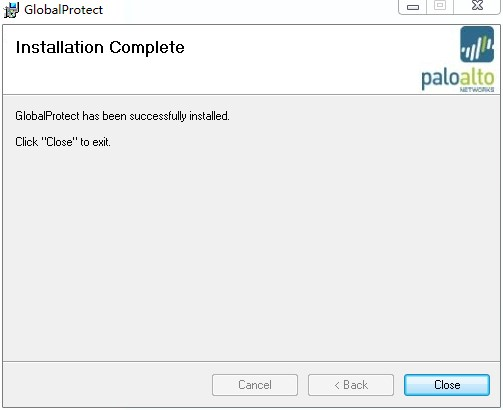 GlobalProtect
Installation Complete
paloalto
NETWORKS
GlobalProtect has been successfully installed.
Click "Close" to exit.
Cancel
< Back
Close